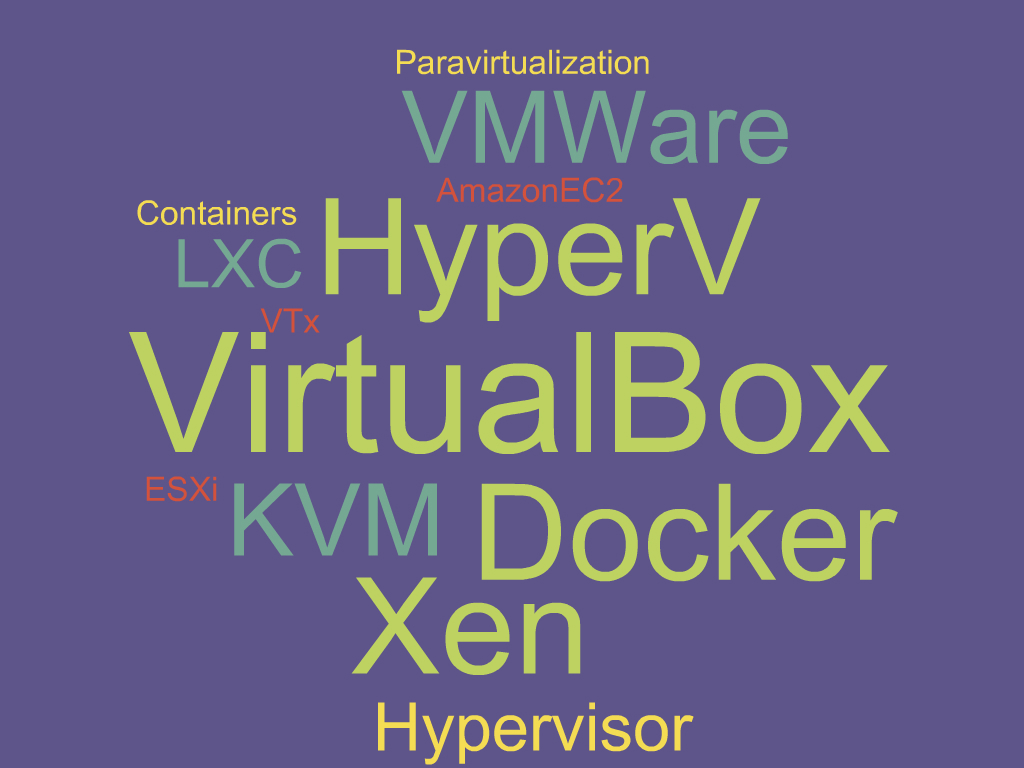 Paravirtualization
VMWare
AmazonEC2
Containers
HyperV
LXC
VTx
VirtualBox
ESXi
KVM
Docker
Xen
Hypervisor